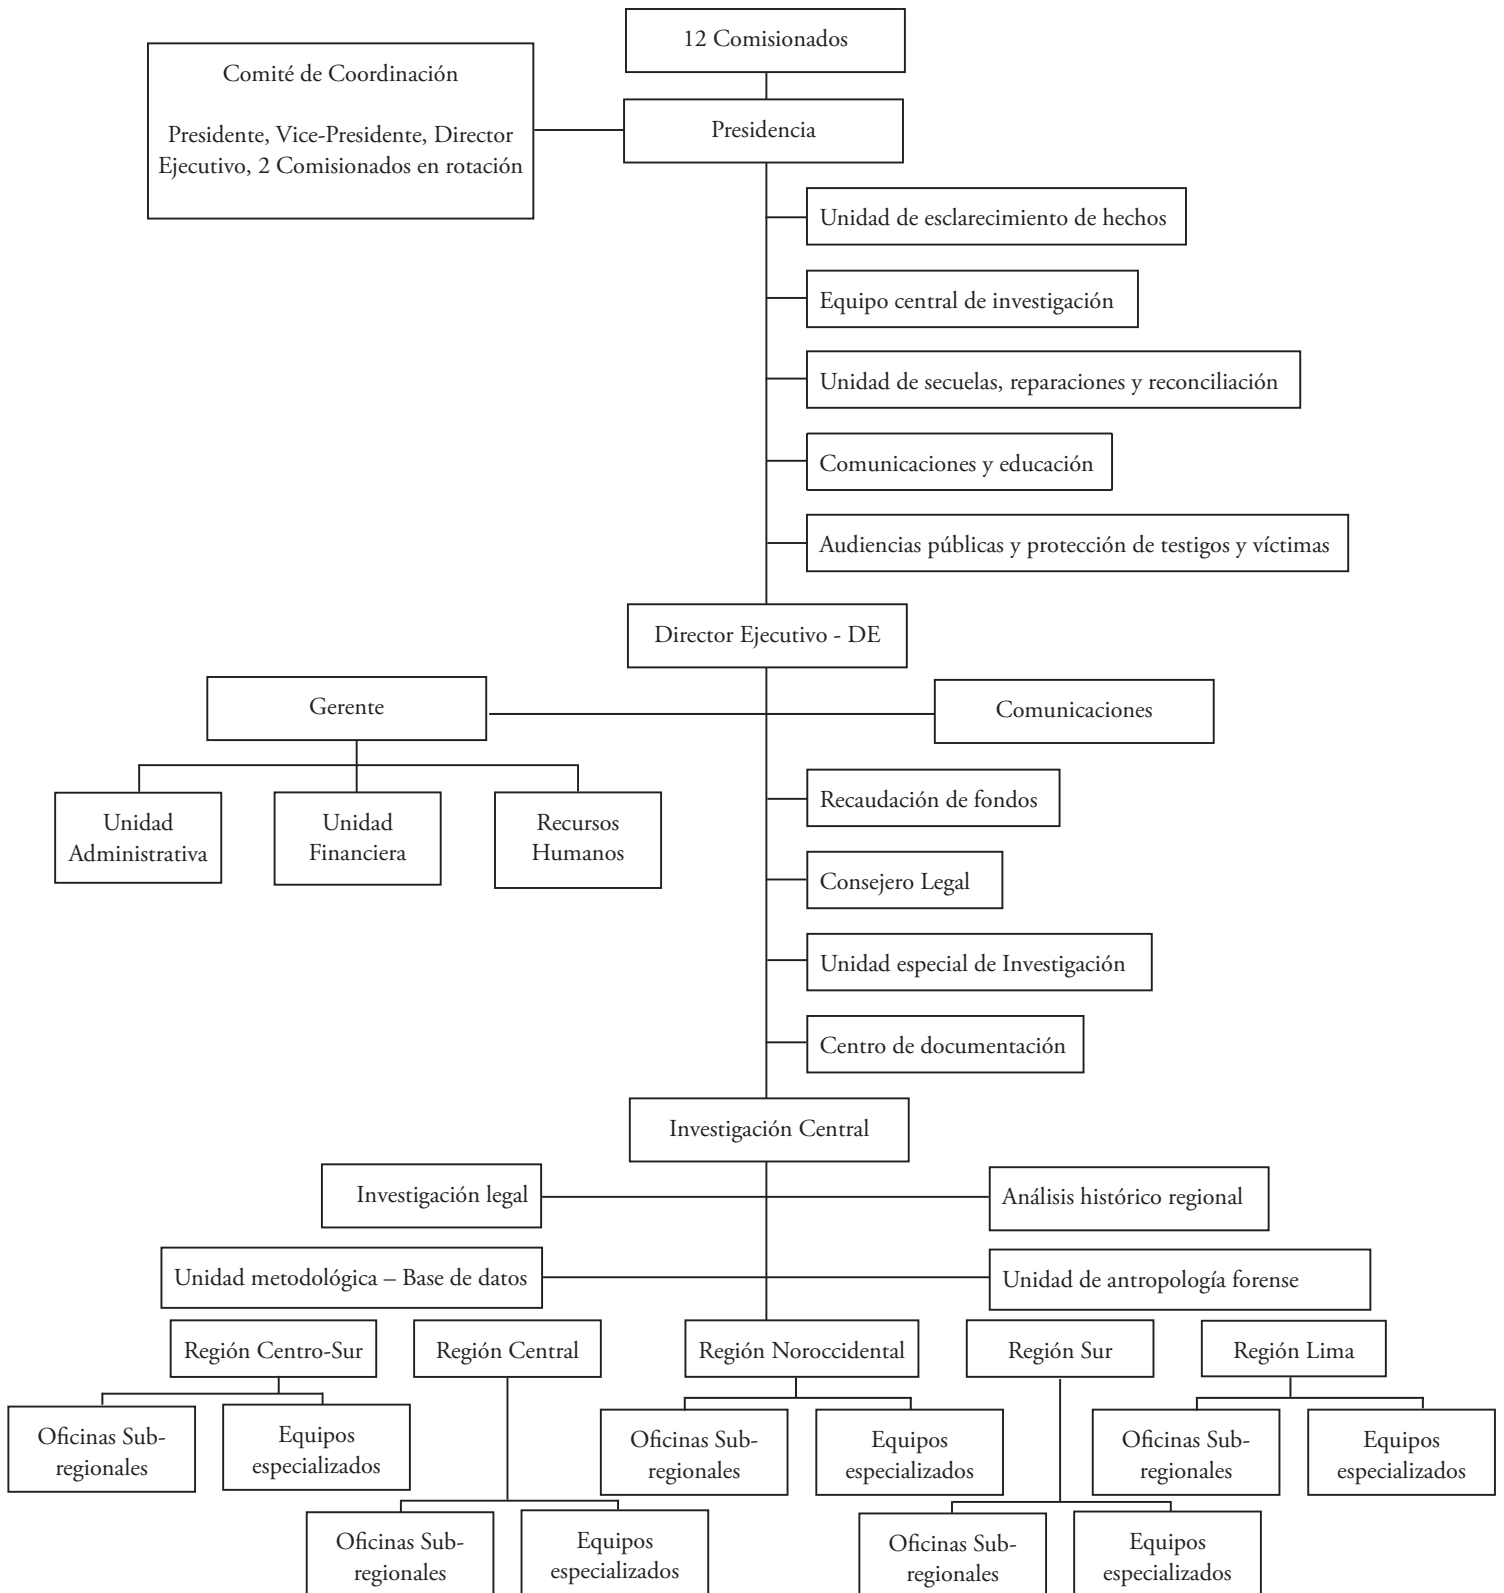 12 Comisionados
Comité de Coordinación
Presidente, Vice-Presidente, Director
Ejecutivo, 2 Comisionados en rotación
Presidencia
Unidad de esclarecimiento de hechos
Equipo central de investigación
Unidad de secuelas, reparaciones y reconciliación
Comunicaciones y educación
Audiencias públicas y protección de testigos y víctimas
Director Ejecutivo - DE
Gerente
Comunicaciones
Unidad
Administrativa
Unidad
Financiera
Recursos
Humanos
Recaudación de fondos
Consejero Legal
Unidad especial de Investigación
Centro de documentación
Investigación Central
Investigación legal
Análisis histórico regional
Unidad metodológica – Base de datos
Unidad de antropología forense
Región Centro-Sur
Región Central
Región Noroccidental
Región Sur
Región Lima
Oficinas Sub-
regionales
Equipos
especializados
Oficinas Sub-
regionales
Equipos
especializados
Oficinas Sub-
regionales
Equipos
especializados
Oficinas Sub-
regionales
Equipos
especializados
Oficinas Sub-
regionales
Equipos
especializados